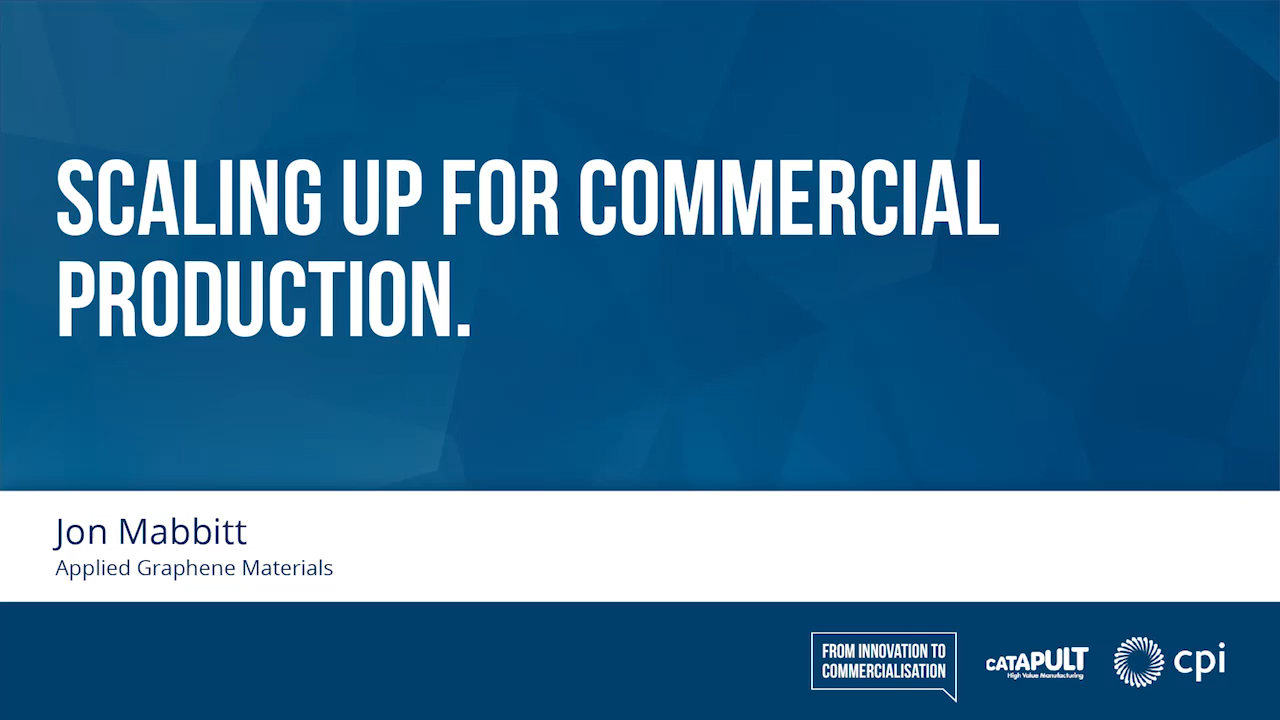 SCALING UP FOR COMMERCIAL
PRODUCTION.
Jon Mabbitt
Applied Graphene Materials
FROM INNOVATION TO
COMMERCIALISATION
CATAPULT
High Value Manufacturing
cpi